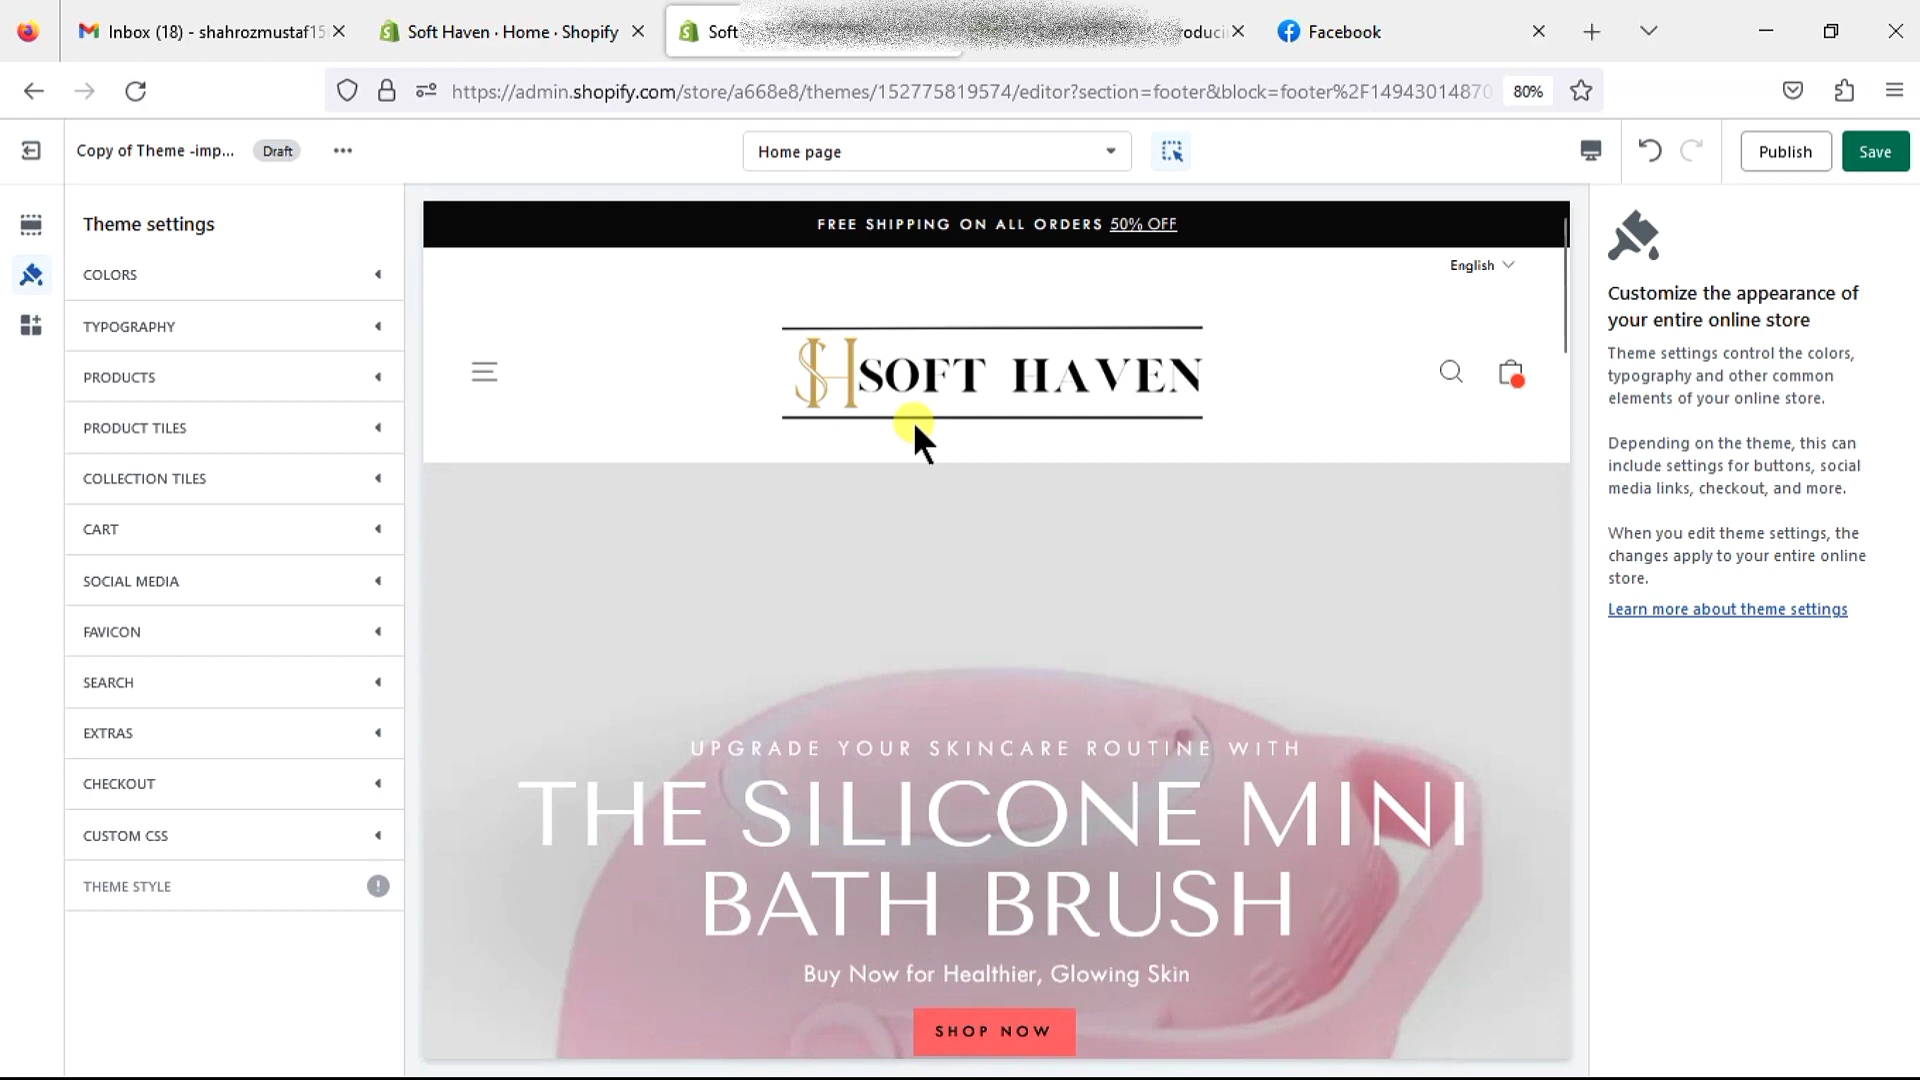 Inbox (18) - shahrozmustaf15
Soft Haven · Home · Shopify
Soft
roduci
Facebook
https://admin.shopify.com/store/a668e8/themes/152775819574/editor?section=footer&block=footer%2F14943014870
80%
Copy of Theme -imp...
Draft
Home page
Publish
Save
Theme settings
COLORS
TYPOGRAPHY
PRODUCTS
PRODUCT TILES
COLLECTION TILES
CART
SOCIAL MEDIA
FAVICON
SEARCH
EXTRAS
CHECKOUT
CUSTOM CSS
THEME STYLE
FREE SHIPPING ON ALL ORDERS 50% OFF
English
SH SOFT HAVEN
UPGRADE YOUR SKINCARE ROUTINE WITH
THE SILICONE MINI
BATH BRUSH
Buy Now for Healthier, Glowing Skin
SHOP NOW
Customize the appearance of
your entire online store
Theme settings control the colors,
typography and other common
elements of your online store.
Depending on the theme, this can
include settings for buttons, social
media links, checkout, and more.
When you edit theme settings, the
changes apply to your entire online
store.
Learn more about theme settings